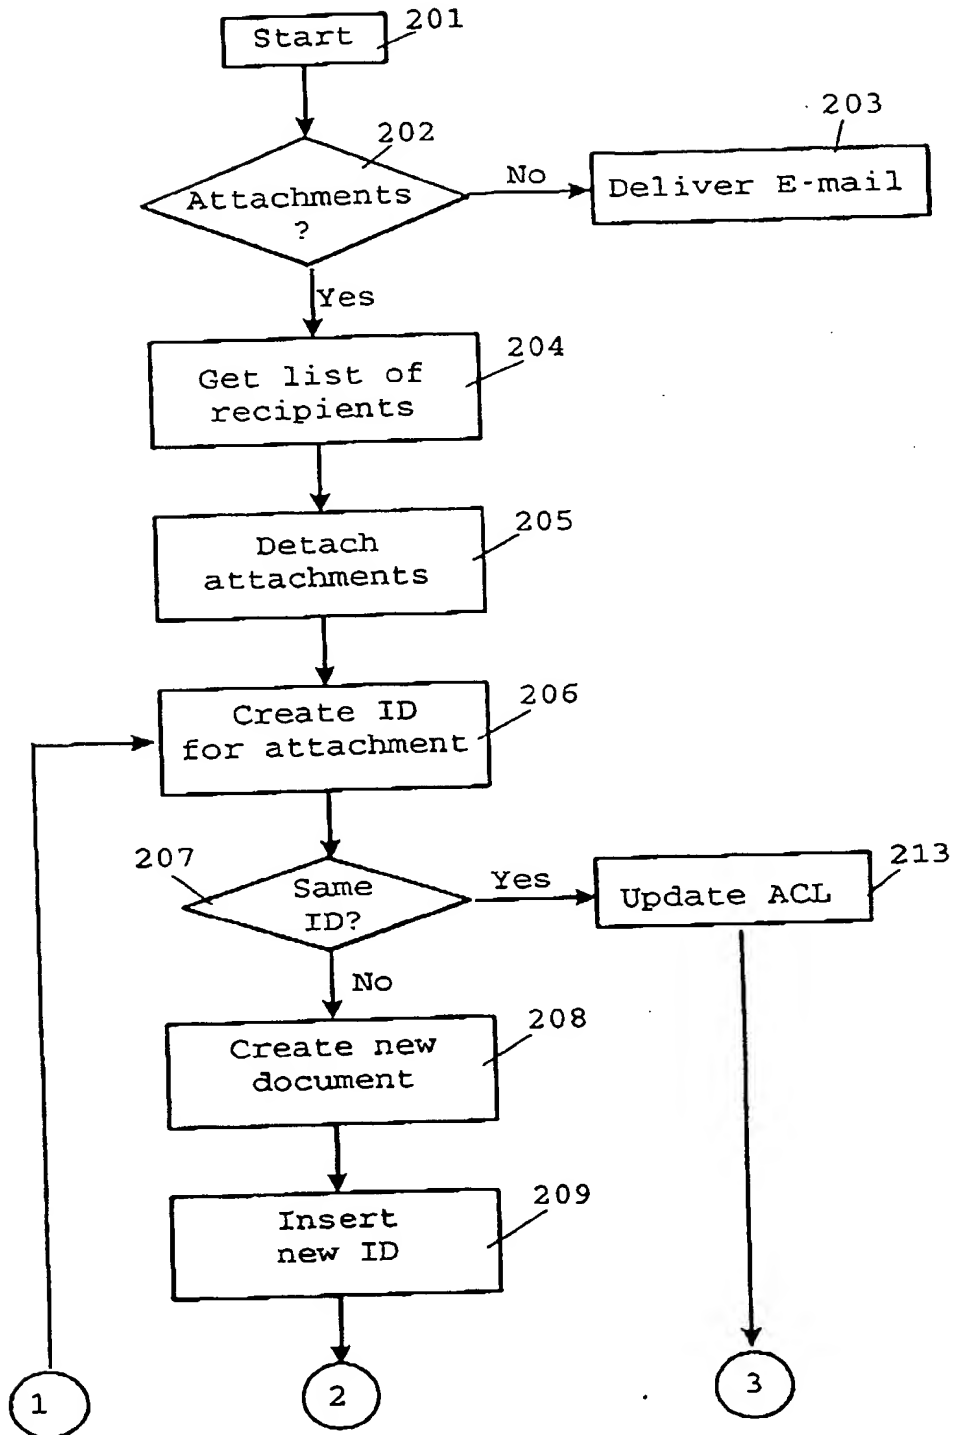 Start
201
202
Attachments
?
No
203
Deliver E-mail
Yes
204
Get list of
recipients
205
Detach
attachments
206
Create ID
for attachment
207
Same
ID?
Yes
213
Update ACL
No
208
Create new
document
209
Insert
new ID
1
2
3